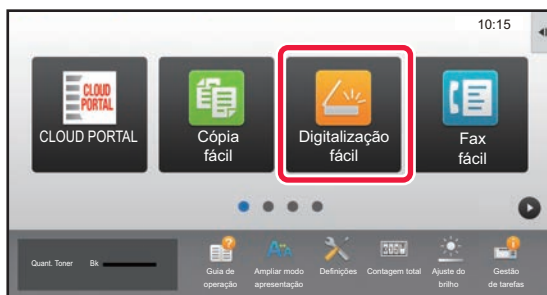 10:15
CLOUD
PORTAL
CLOUD PORTAL
Cópia
fácil
Digitalização
fácil
Fax
fácil
Quant. Toner Bk
Guia de
operação
Ampliar modo
apresentação
Definições
Contagem total
Ajuste do
brilho
Gestão
de tarefas